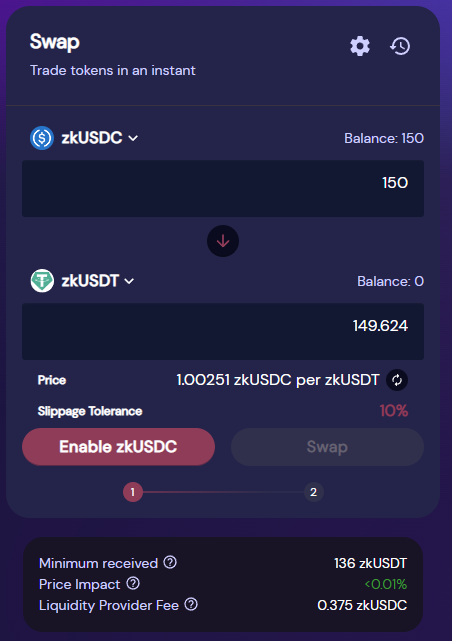 Swap
Trade tokens in an instant
zkUSDC Balance: 150
150
zkUSDT Balance: 0
149.624
Price 1.00251 zkUSDC per zkUSDT
Slippage Tolerance 10%
Enable zkUSDC Swap
1 2
Minimum received ? 136 zkUSDT
Price Impact ? <0.01%
Liquidity Provider Fee ? 0.375 zkUSDC